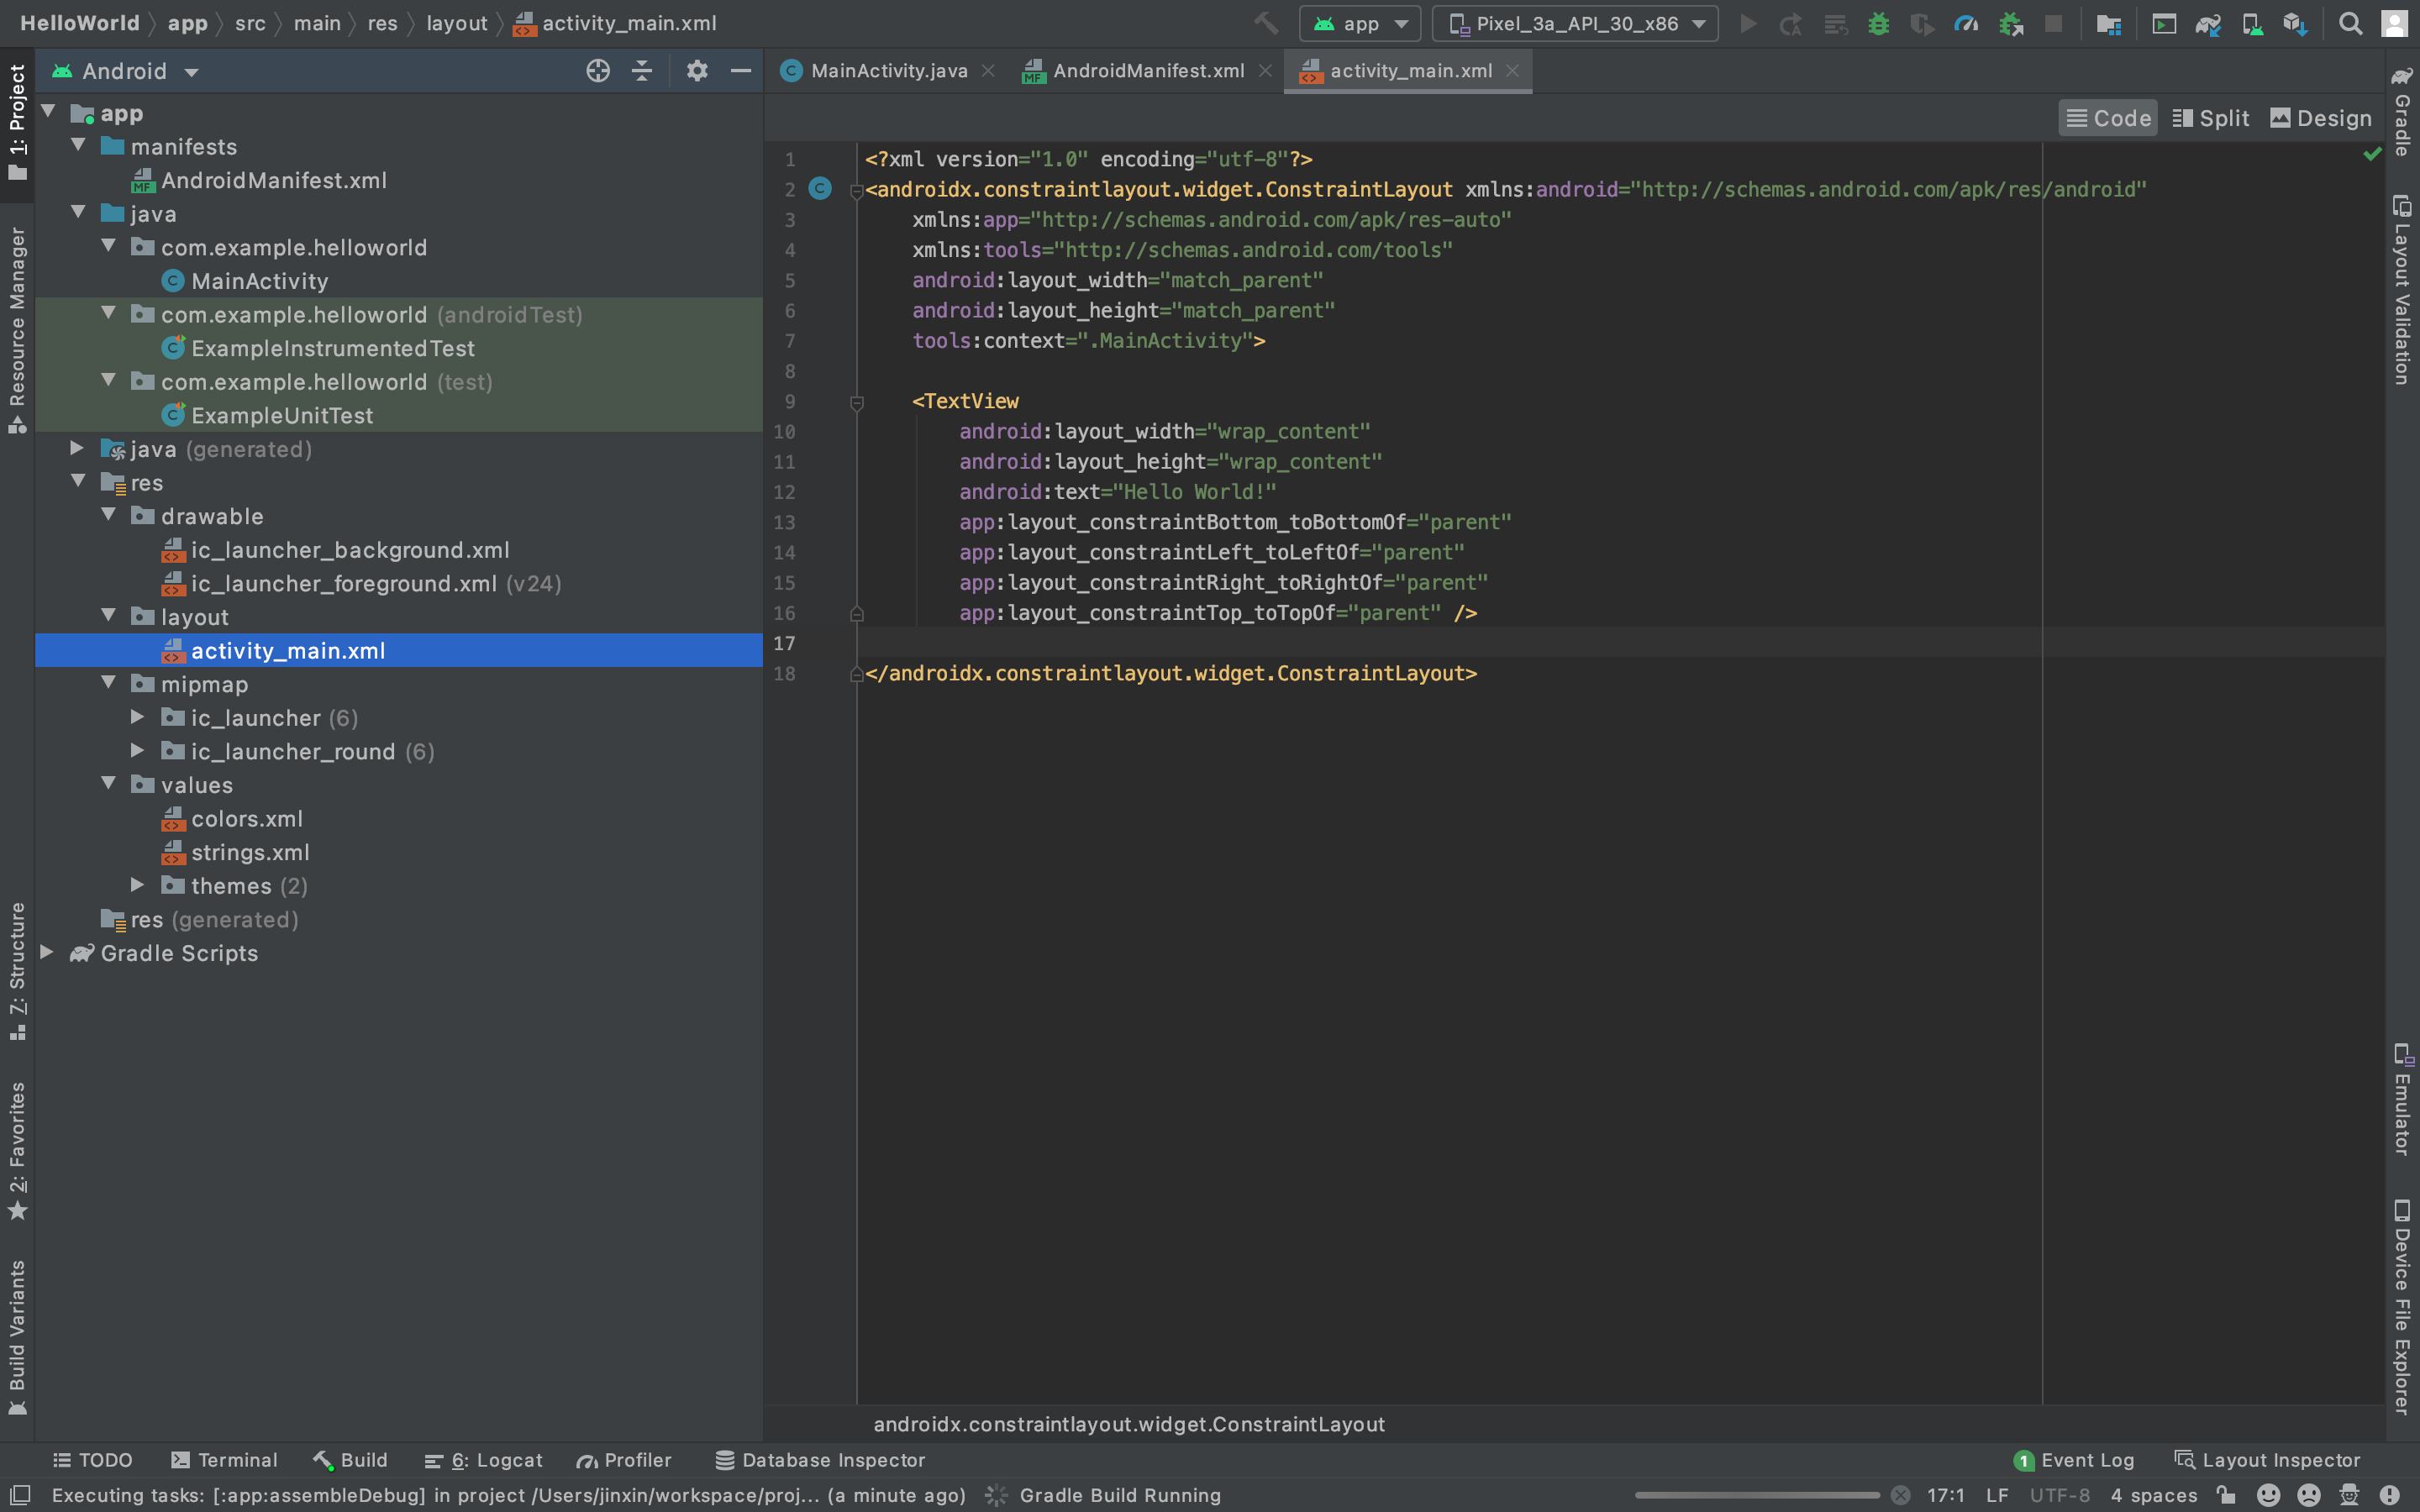 HelloWorld app src main res layout activity_main.xml
app Pixel_3a_API_30_x86
1: Project
Resource Manager
7: Structure
2: Favorites
Build Variants
Android
app
manifests
MF AndroidManifest.xml
java
com.example.helloworld
C MainActivity
com.example.helloworld (androidTest)
C ExampleInstrumentedTest
com.example.helloworld (test)
C ExampleUnitTest
java (generated)
res
drawable
ic_launcher_background.xml
ic_launcher_foreground.xml (v24)
layout
activity_main.xml
mipmap
ic_launcher (6)
ic_launcher_round (6)
values
colors.xml
strings.xml
themes (2)
res (generated)
Gradle Scripts
C MainActivity.java MF AndroidManifest.xml activity_main.xml
Code Split Design
1 <?xml version="1.0" encoding="utf-8"?>
2 C <androidx.constraintlayout.widget.ConstraintLayout xmlns:android="http://schemas.android.com/apk/res/android"
3 xmlns:app="http://schemas.android.com/apk/res-auto"
4 xmlns:tools="http://schemas.android.com/tools"
5 android:layout_width="match_parent"
6 android:layout_height="match_parent"
7 tools:context=".MainActivity">
8
9 <TextView
10 android:layout_width="wrap_content"
11 android:layout_height="wrap_content"
12 android:text="Hello World!"
13 app:layout_constraintBottom_toBottomOf="parent"
14 app:layout_constraintLeft_toLeftOf="parent"
15 app:layout_constraintRight_toRightOf="parent"
16 app:layout_constraintTop_toTopOf="parent" />
17
18 </androidx.constraintlayout.widget.ConstraintLayout>
androidx.constraintlayout.widget.ConstraintLayout
Gradle
Layout Validation
Emulator
Device File Explorer
TODO Terminal Build 6: Logcat Profiler Database Inspector 1 Event Log Layout Inspector
Executing tasks: [:app:assembleDebug] in project /Users/jinxin/workspace/proj... (a minute ago) Gradle Build Running 17:1 LF UTF-8 4 spaces